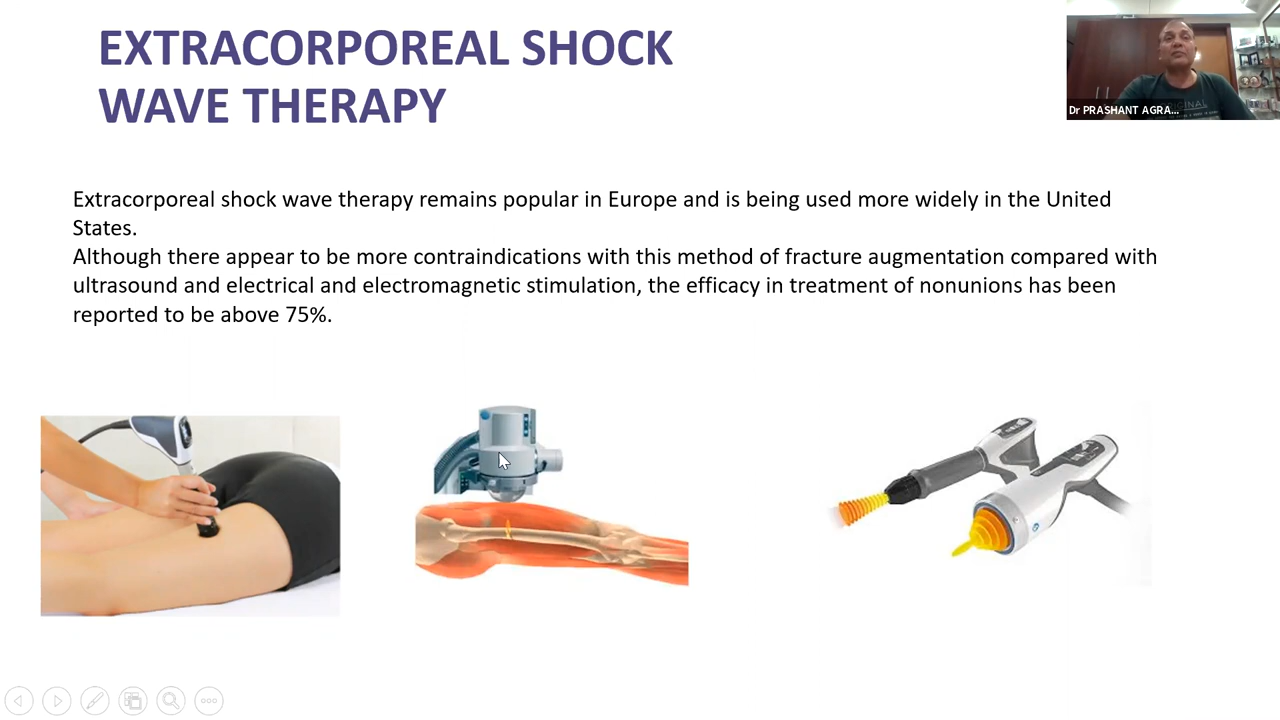 EXTRACORPOREAL SHOCK
WAVE THERAPY
Dr PRASHANT AGRA...
Extracorporeal shock wave therapy remains popular in Europe and is being used more widely in the United
States.
Although there appear to be more contraindications with this method of fracture augmentation compared with
ultrasound and electrical and electromagnetic stimulation, the efficacy in treatment of nonunions has been
reported to be above 75%.